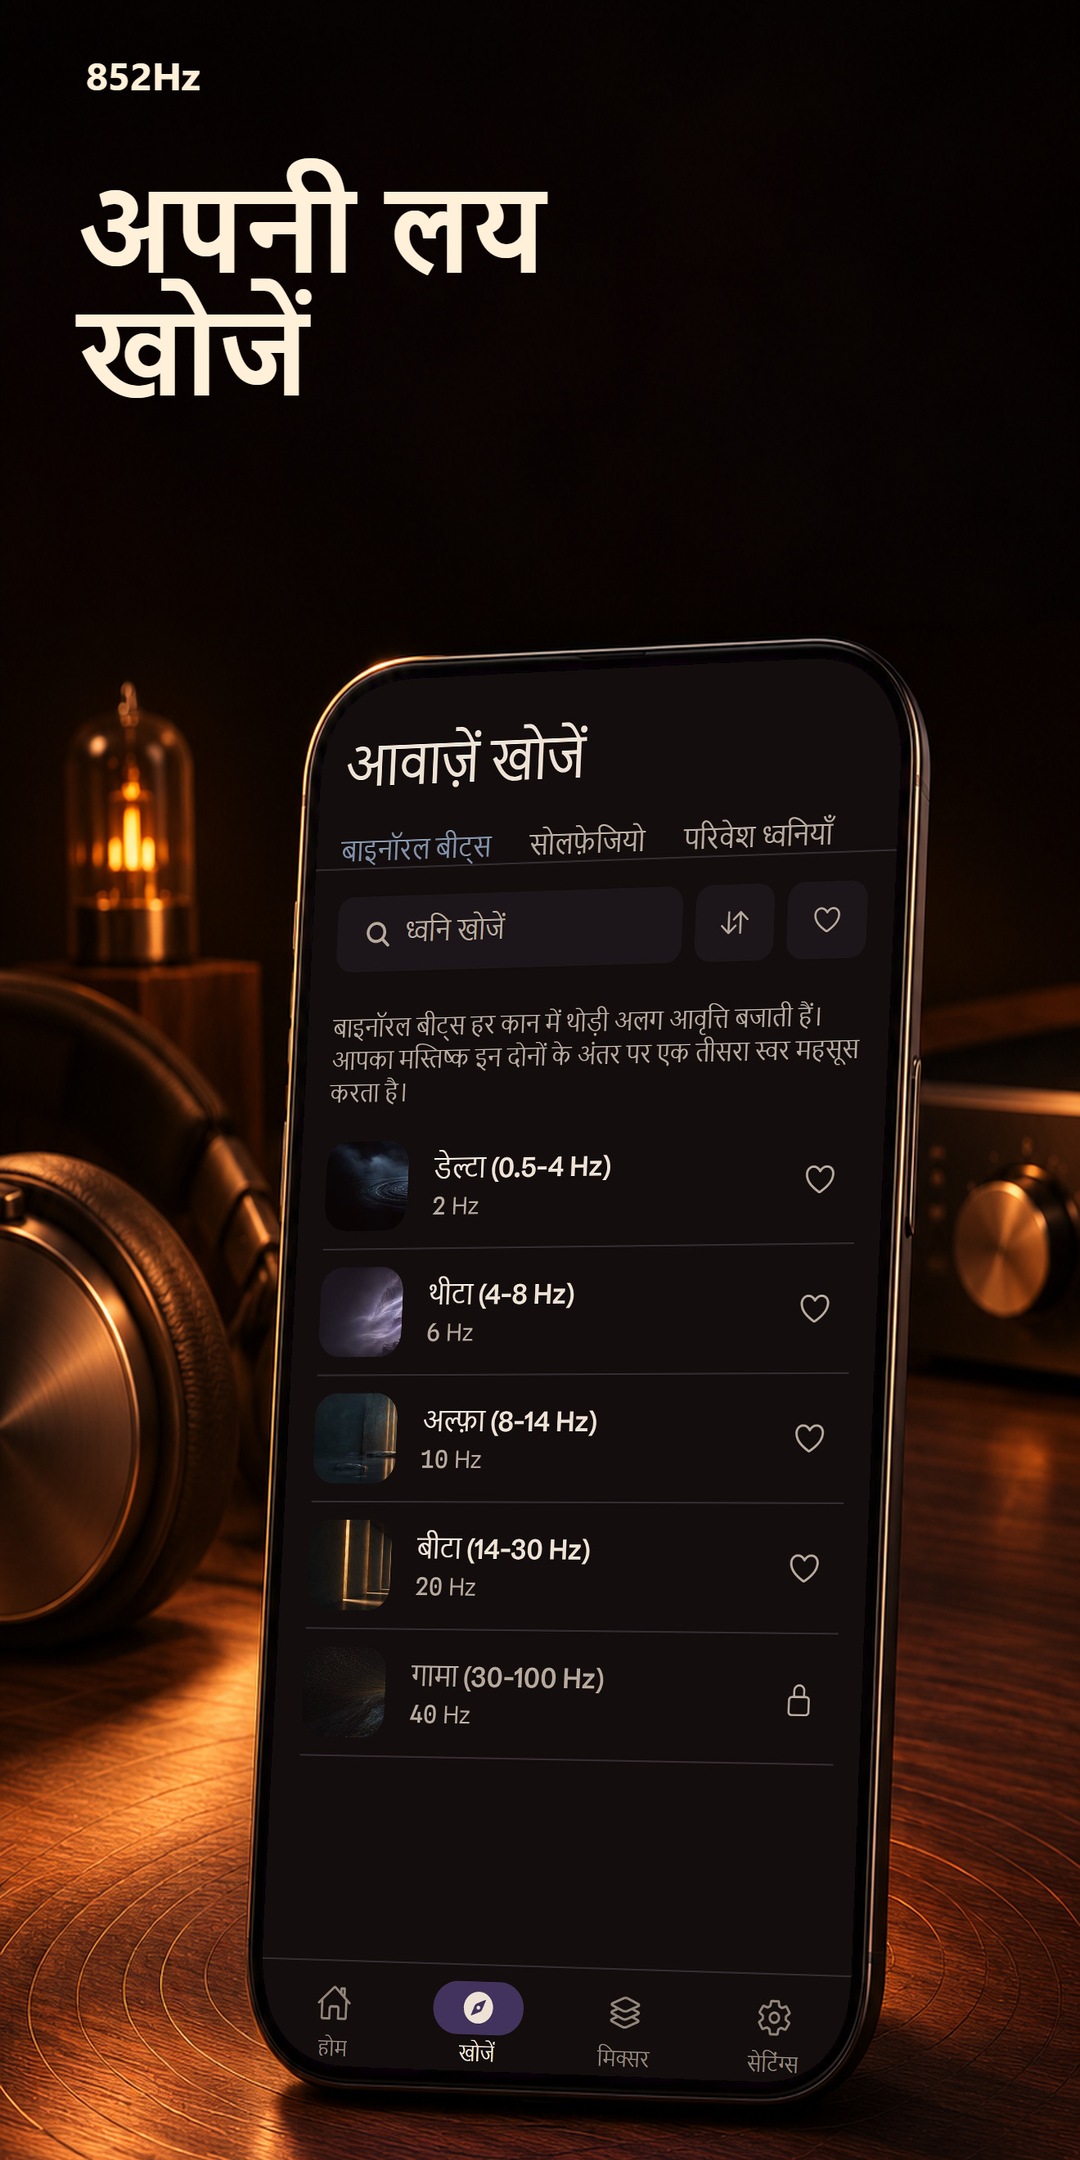 852Hz
अपनी लय
खोजें
आवाज़ें खोजें
बाइनॉरल बीट्स सोलफ़ेजियो परिवेश ध्वनियाँ
ध्वनि खोजें
बाइनॉरल बीट्स हर कान में थोड़ी अलग आवृत्ति बजाती हैं।
आपका मस्तिष्क इन दोनों के अंतर पर एक तीसरा स्वर महसूस
करता है।
डेल्टा (0.5-4 Hz)
2 Hz
थीटा (4-8 Hz)
6 Hz
अल्फ़ा (8-14 Hz)
10 Hz
बीटा (14-30 Hz)
20 Hz
गामा (30-100 Hz)
40 Hz
होम खोजें मिक्सर सेटिंग्स